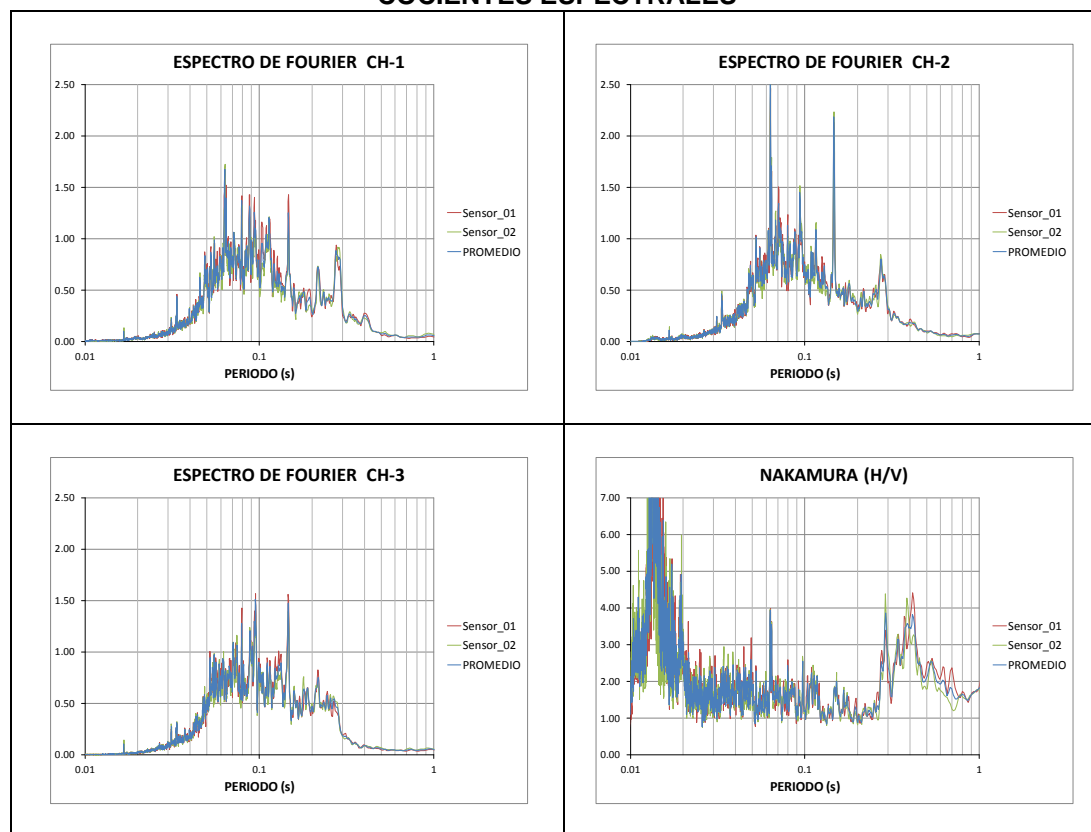 COCIENTES ESPECTRALES
ESPECTRO DE FOURIER CH-1
2.50
2.00
1.50
1.00
0.50
0.00
0.01
0.1
1
PERIODO (s)
Sensor_01
Sensor_02
PROMEDIO
ESPECTRO DE FOURIER CH-2
2.50
2.00
1.50
1.00
0.50
0.00
0.01
0.1
1
PERIODO (s)
Sensor_01
Sensor_02
PROMEDIO
ESPECTRO DE FOURIER CH-3
2.50
2.00
1.50
1.00
0.50
0.00
0.01
0.1
1
PERIODO (s)
Sensor_01
Sensor_02
PROMEDIO
NAKAMURA (H/V)
7.00
6.00
5.00
4.00
3.00
2.00
1.00
0.00
0.01
0.1
1
PERIODO (s)
Sensor_01
Sensor_02
PROMEDIO